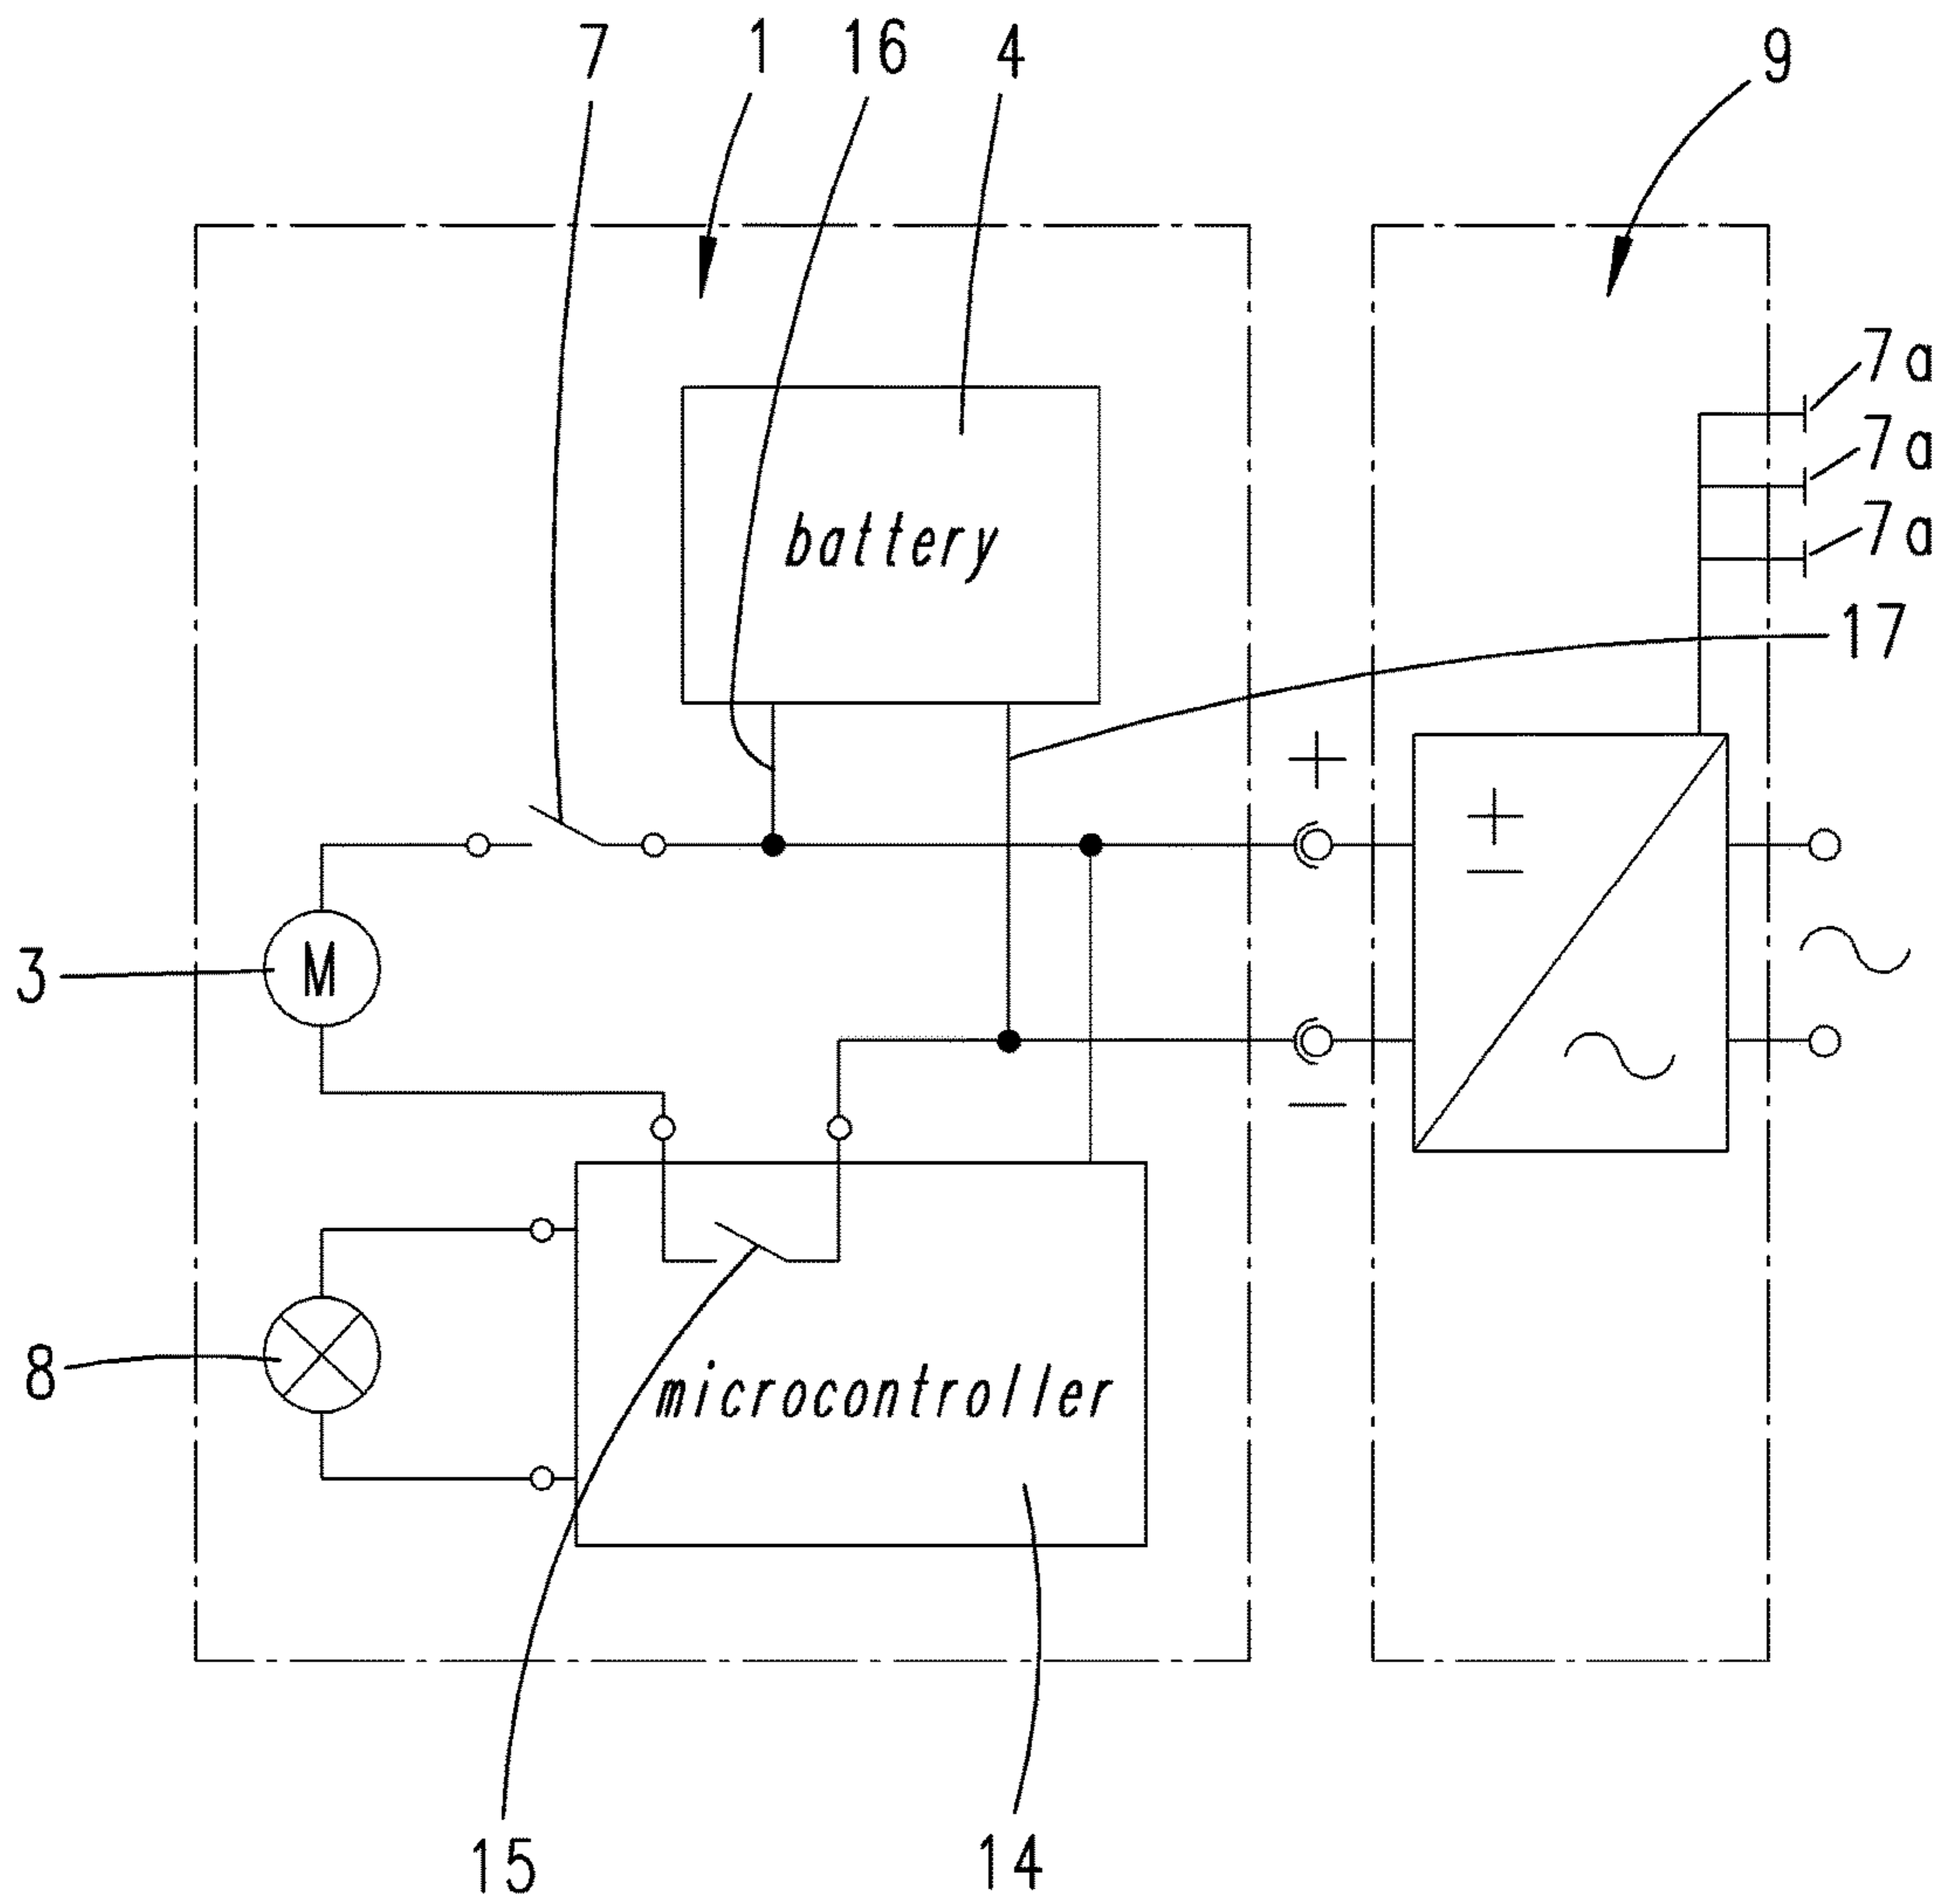 7 1 16 4 9
7a
7a
7a
battery
17
+
+
−
3 M
−
8
microcontroller
15 14